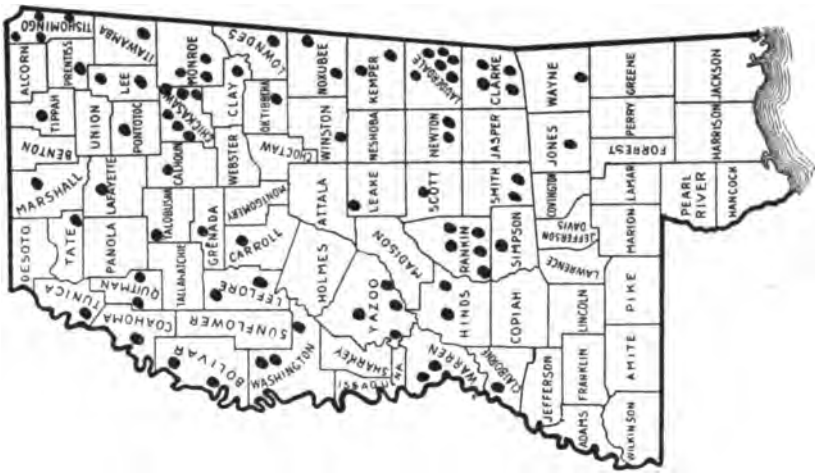 DESOTO
MARSHALL
BENTON
TIPPAH
ALCORN
TISHOMINGO
PRENTISS
TUNICA
TATE
PANOLA
LAFAYETTE
UNION
PONTOTOC
LEE
ITAWAMBA
COAHOMA
QUITMAN
TALLAHATCHIE
CALHOUN
CHICKASAW
MONROE
BOLIVAR
SUNFLOWER
LEFLORE
GRENADA
CARROLL
MONTGOMERY
WEBSTER
CLAY
LOWNDES
OKTIBBEHA
CHOCTAW
WASHINGTON
HOLMES
ATTALA
WINSTON
NOXUBEE
SHARKEY
YAZOO
MADISON
LEAKE
NESHOBA
KEMPER
WARREN
HINDS
RANKIN
SCOTT
NEWTON
LAUDERDALE
CLAIBORNE
COPIAH
SIMPSON
SMITH
JASPER
CLARKE
JEFFERSON
LINCOLN
LAWRENCE
JEFFERSON
DAVIS
COVINGTON
JONES
WAYNE
ADAMS
FRANKLIN
WILKINSON
AMITE
PIKE
MARION
LAMAR
FORREST
PERRY
GREENE
PEARL
RIVER
HANCOCK
HARRISON
JACKSON